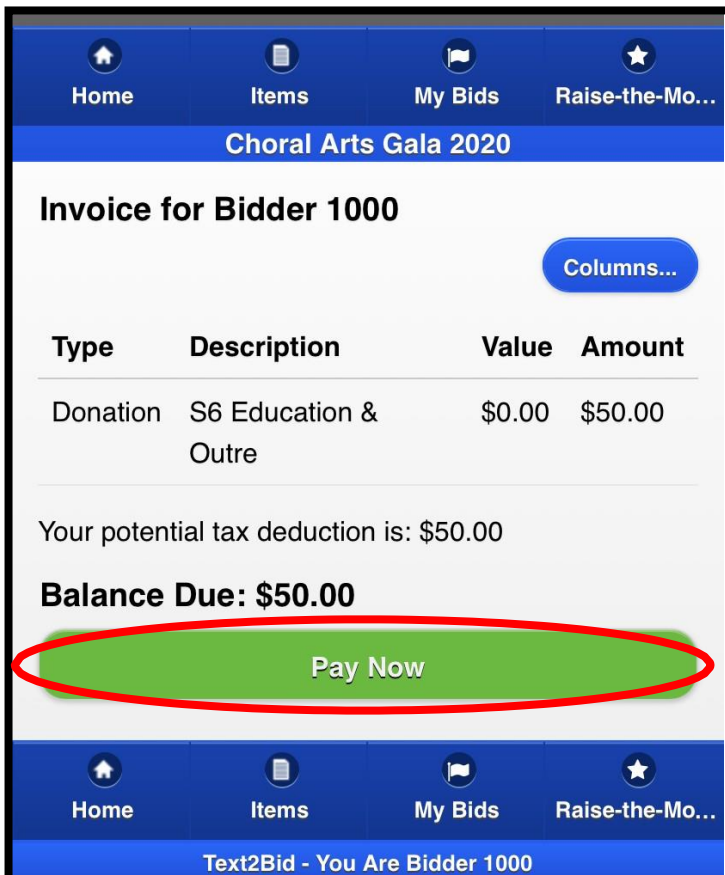 Home Items My Bids Raise-the-Mo...
Choral Arts Gala 2020
Invoice for Bidder 1000
Columns...
Type Description Value Amount
Donation S6 Education & $0.00 $50.00
Outre
Your potential tax deduction is: $50.00
Balance Due: $50.00
Pay Now
Home Items My Bids Raise-the-Mo...
Text2Bid - You Are Bidder 1000